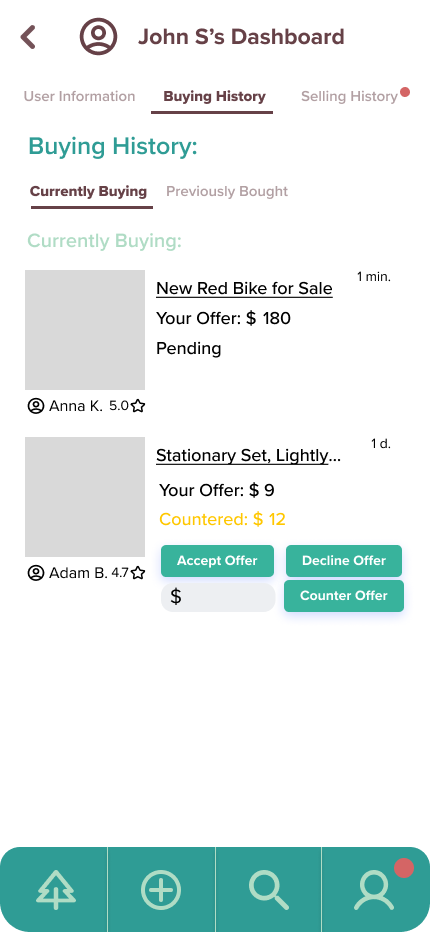 John S’s Dashboard
User Information
Buying History
Selling History
Buying History:
Currently Buying
Previously Bought
Currently Buying:
1 min.
New Red Bike for Sale
Your Offer: $ 180
Pending
Anna K. 5.0
1 d.
Stationary Set, Lightly...
Your Offer: $ 9
Countered: $ 12
Accept Offer
Decline Offer
Adam B. 4.7
$
Counter Offer